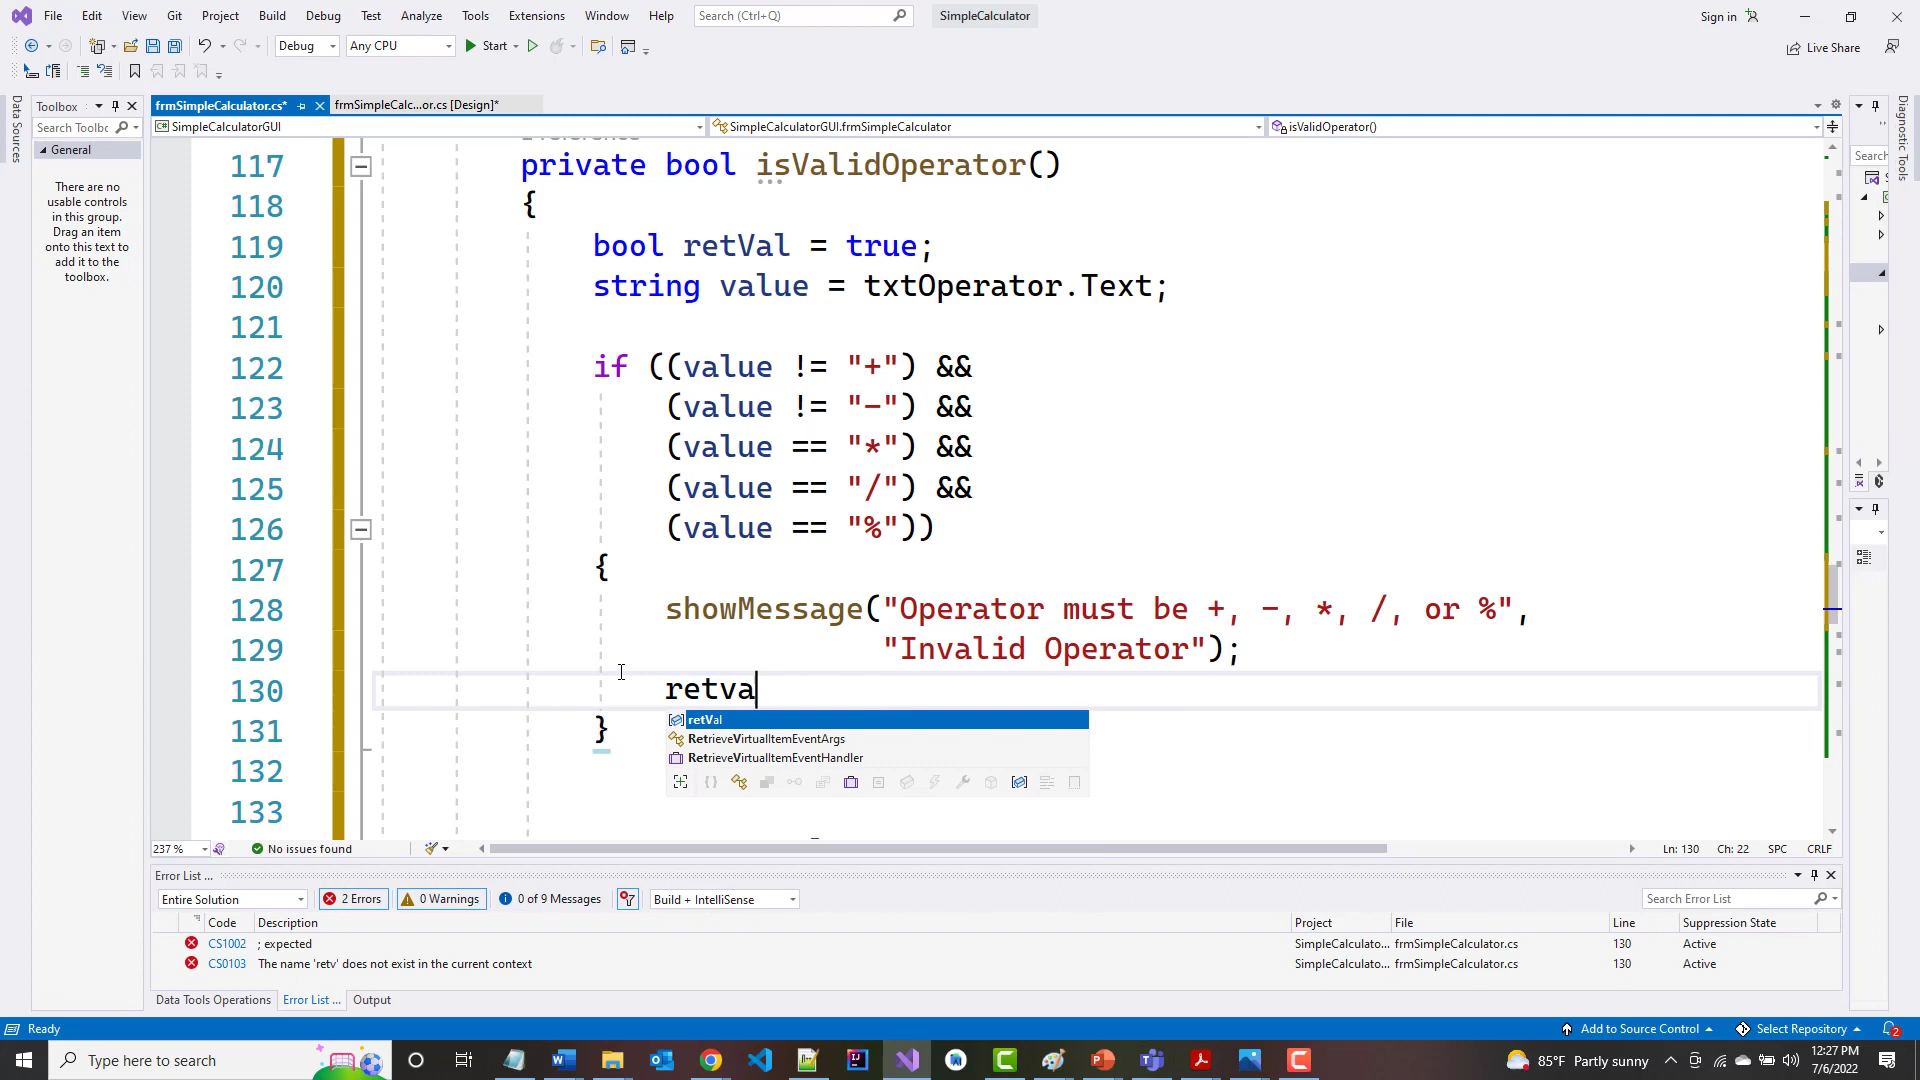 File Edit View Git Project Build Debug Test Analyze Tools Extensions Window Help Search (Ctrl+Q) SimpleCalculator Sign in
Debug Any CPU Start Live Share
Data Sources
Toolbox
Search Toolbc
General
There are no
usable controls
in this group.
Drag an item
onto this text to
add it to the
toolbox.
frmSimpleCalculator.cs* frmSimpleCalc...or.cs [Design]*
SimpleCalculatorGUI SimpleCalculatorGUI.frmSimpleCalculator isValidOperator()
Diagnostic Tools
Search
117 private bool isValidOperator()
118 {
119 bool retVal = true;
120 string value = txtOperator.Text;
121
122 if ((value != "+") &&
123 (value != "-") &&
124 (value == "*") &&
125 (value == "/") &&
126 (value == "%"))
127 {
128 showMessage("Operator must be +, -, *, /, or %",
129 "Invalid Operator");
130 retva
131 }
132
133
retVal
RetrieveVirtualItemEventArgs
RetrieveVirtualItemEventHandler
237 % No issues found Ln: 130 Ch: 22 SPC CRLF
Error List ...
Entire Solution 2 Errors 0 Warnings 0 of 9 Messages Build + IntelliSense Search Error List
Code Description Project File Line Suppression State
CS1002 ; expected SimpleCalculato... frmSimpleCalculator.cs 130 Active
CS0103 The name 'retv' does not exist in the current context SimpleCalculato... frmSimpleCalculator.cs 130 Active
Data Tools Operations Error List ... Output
Ready Add to Source Control Select Repository 2
Type here to search 85°F Partly sunny 12:27 PM
7/6/2022